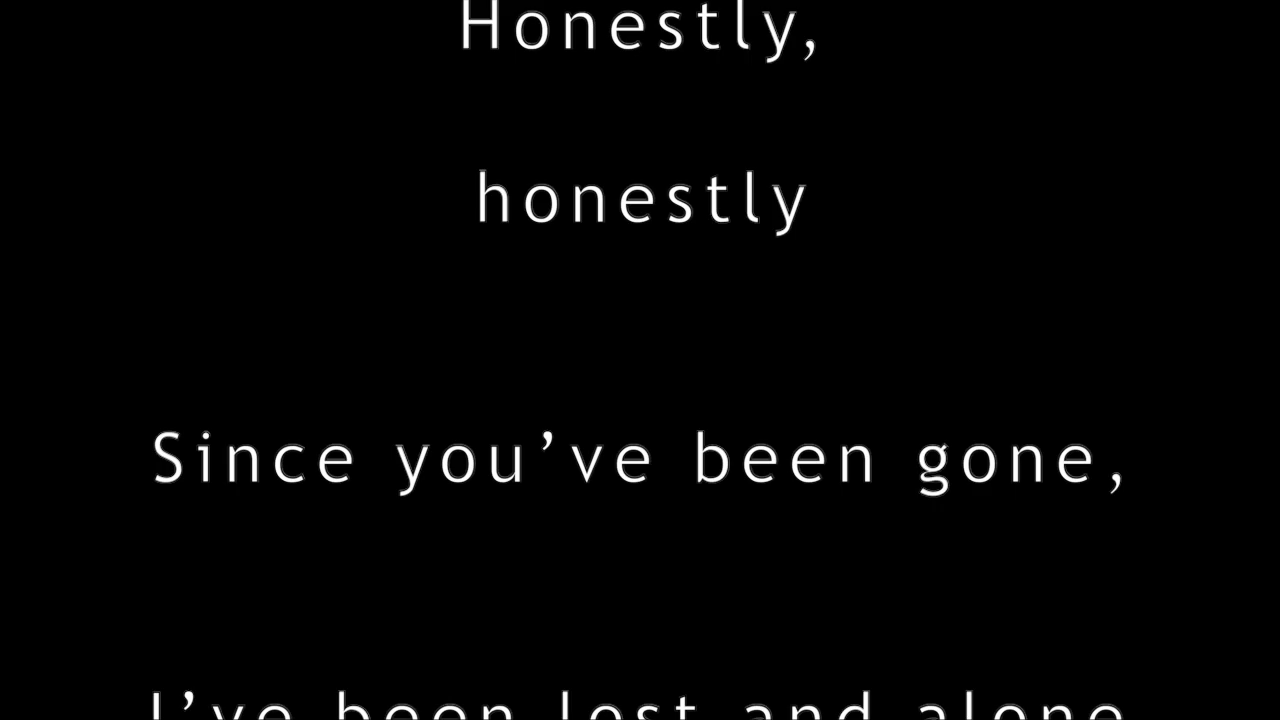 Honestly,
honestly
Since you’ve been gone,
I’ve been lost and alone